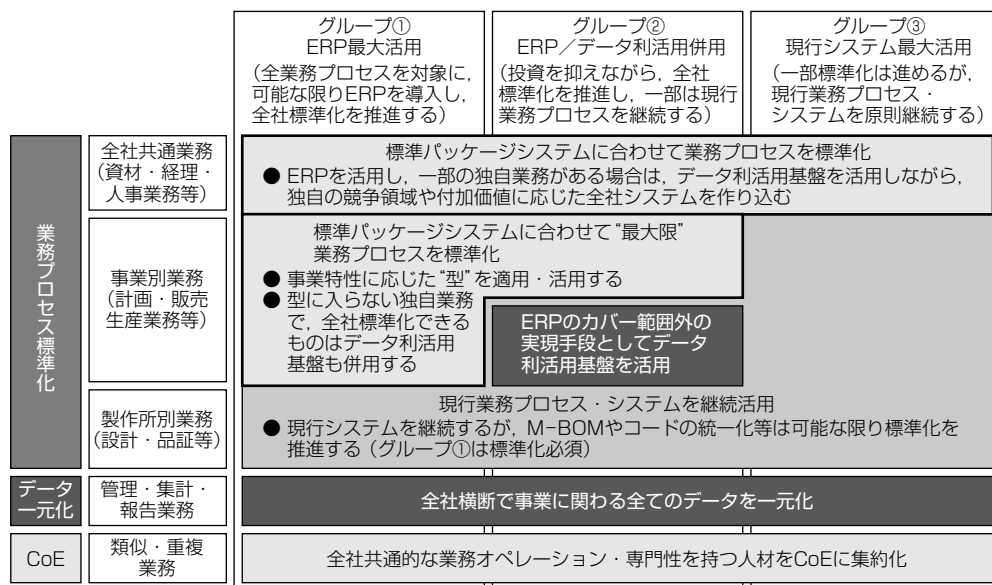 グループ①
ERP最大活用
(全業務プロセスを対象に,
可能な限りERPを導入し,
全社標準化を推進する)
グループ②
ERP／データ利活用併用
(投資を抑えながら, 全社
標準化を推進し, 一部は現行
業務プロセスを継続する)
グループ③
現行システム最大活用
(一部標準化は進めるが,
現行業務プロセス・
システムを原則継続する)
業務プロセス標準化
全社共通業務
(資材・経理・
人事業務等)
標準パッケージシステムに合わせて業務プロセスを標準化
● ERPを活用し, 一部の独自業務がある場合は, データ利活用基盤を活用しながら,
独自の競争領域や付加価値に応じた全社システムを作り込む
事業別業務
(計画・販売
生産業務等)
標準パッケージシステムに合わせて“最大限”
業務プロセスを標準化
● 事業特性に応じた“型”を適用・活用する
● 型に入らない独自業務
で, 全社標準化できる
ものはデータ利活用
基盤も併用する
ERPのカバー範囲外の
実現手段としてデータ
利活用基盤を活用
製作所別業務
(設計・品証等)
現行業務プロセス・システムを継続活用
● 現行システムを継続するが, M−BOMやコードの統一化等は可能な限り標準化を
推進する (グループ①は標準化必須)
データ
一元化
管理・集計・
報告業務
全社横断で事業に関わる全てのデータを一元化
CoE
類似・重複
業務
全社共通的な業務オペレーション・専門性を持つ人材をCoEに集約化